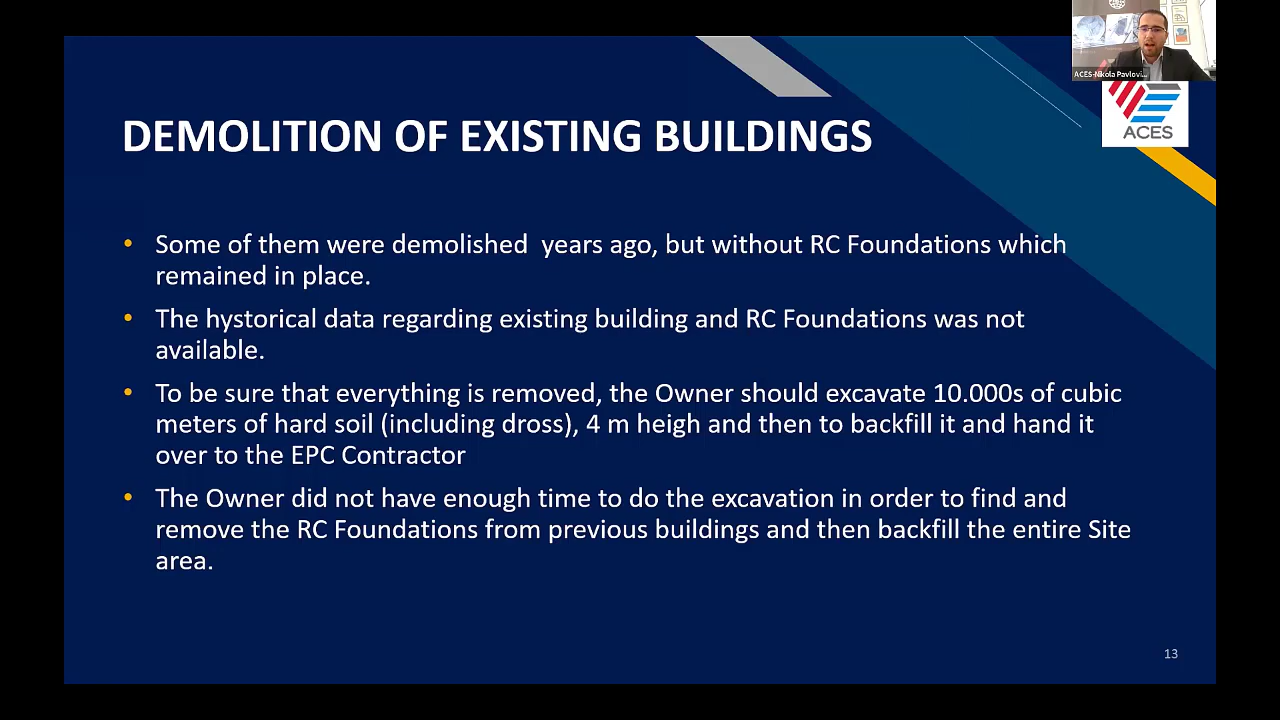 ACES-Nikola Pavlovi...
ACES
DEMOLITION OF EXISTING BUILDINGS
• Some of them were demolished  years ago, but without RC Foundations which
remained in place.
• The hystorical data regarding existing building and RC Foundations was not
available.
• To be sure that everything is removed, the Owner should excavate 10.000s of cubic
meters of hard soil (including dross), 4 m heigh and then to backfill it and hand it
over to the EPC Contractor
• The Owner did not have enough time to do the excavation in order to find and
remove the RC Foundations from previous buildings and then backfill the entire Site
area.
13